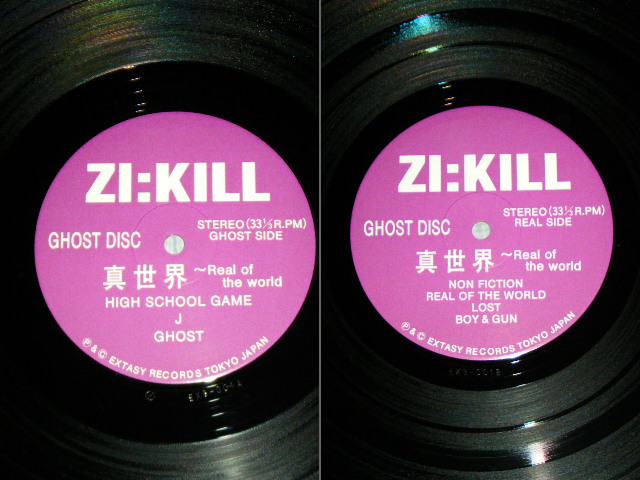 ZI:KILL
GHOST DISC
STEREO (33⅓ R.PM)
GHOST SIDE
真世界 〜Real of
the world
HIGH SCHOOL GAME
J
GHOST
Ⓟ & © EXTASY RECORDS TOKYO JAPAN
ZI:KILL
GHOST DISC
STEREO (33⅓ R.PM)
REAL SIDE
真世界 〜Real of
the world
NON FICTION
REAL OF THE WORLD
LOST
BOY & GUN
Ⓟ & © EXTASY RECORDS TOKYO JAPAN